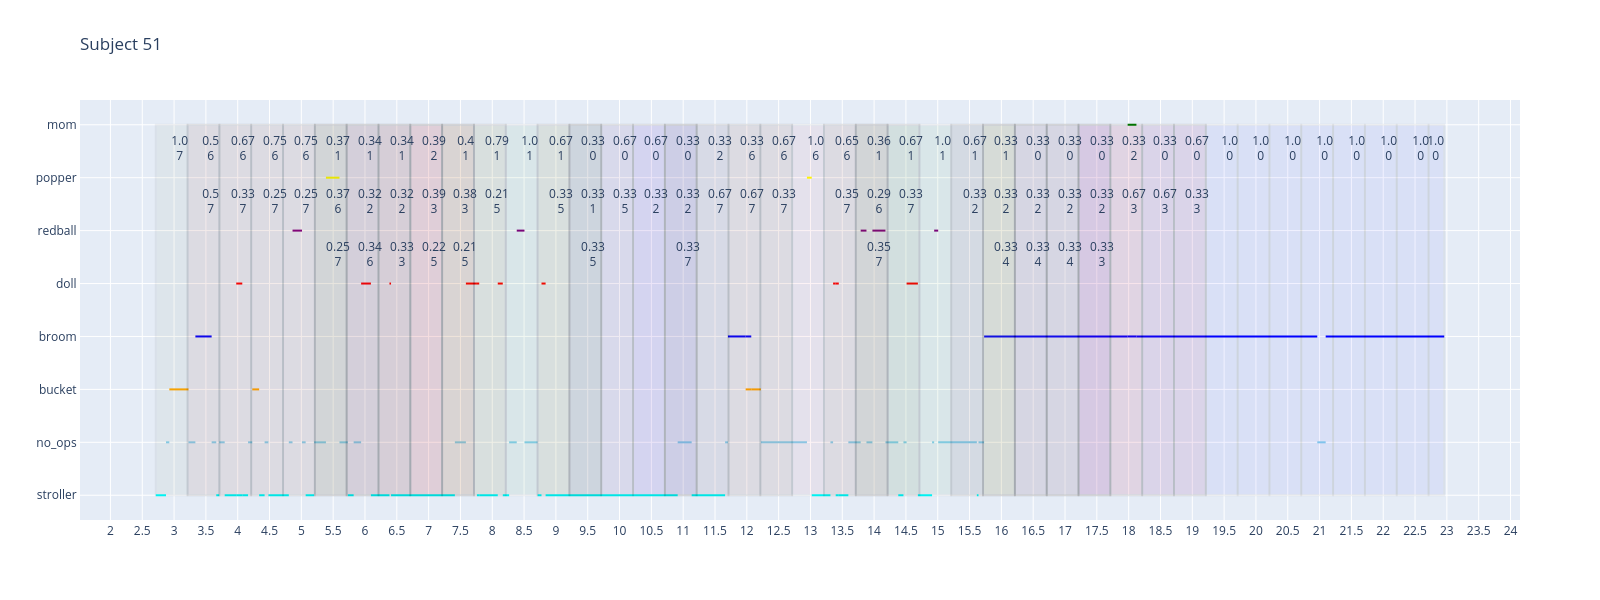 Subject 51
mom
1.0 0.5 0.67 0.75 0.75 0.37 0.34 0.34 0.39 0.4 0.79 1.0 0.67 0.33 0.67 0.67 0.33 0.33 0.33 0.67 1.0 0.65 0.36 0.67 1.0 0.67 0.33 0.33 0.33 0.33 0.33 0.33 0.67 1.0 1.0 1.0 1.0 1.0 1.0 1.0 1.0
7 6 6 6 6 1 1 1 2 1 1 1 1 0 0 0 0 2 6 6 6 6 1 1 1 1 1 0 0 0 2 0 0 0 0 0 0 0 0 0 0
popper
0.5 0.33 0.25 0.25 0.37 0.32 0.32 0.39 0.38 0.21 0.33 0.33 0.33 0.33 0.33 0.67 0.67 0.33 0.35 0.29 0.33 0.33 0.33 0.33 0.33 0.33 0.67 0.67 0.33
7 7 7 7 6 2 2 3 3 5 5 1 5 2 2 7 7 7 7 6 7 2 2 2 2 2 3 3 3
redball
0.25 0.34 0.33 0.22 0.21 0.33 0.33 0.35 0.33 0.33 0.33 0.33
7 6 3 5 5 5 7 7 4 4 4 3
doll
broom
bucket
no_ops
stroller
2 2.5 3 3.5 4 4.5 5 5.5 6 6.5 7 7.5 8 8.5 9 9.5 10 10.5 11 11.5 12 12.5 13 13.5 14 14.5 15 15.5 16 16.5 17 17.5 18 18.5 19 19.5 20 20.5 21 21.5 22 22.5 23 23.5 24